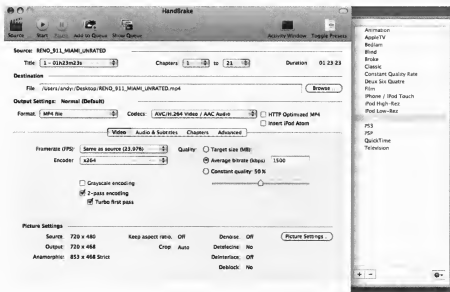 HandBrake
Source Start Pause Add to Queue Show Queue Activity Window Toggle Presets
Source: RENO_911_MIAMI_UNRATED
Title: 1 - 01h23m23s Chapters: 1 to 21 Duration 01:23:23
Destination
File /Users/andy/Desktop/RENO_911_MIAMI_UNRATED.mp4 Browse
Output Settings: Normal (Default)
Format: MP4 file Codecs: AVC/H.264 Video / AAC Audio HTTP Optimized MP4
Insert iPod Atom
Video Audio & Subtitles Chapters Advanced
Framerate (FPS): Same as source (23.976) Quality: Target size (MB):
Encoder x264 Average bitrate (kbps): 1500
Constant quality: 50 %
Grayscale encoding
2-pass encoding
Turbo first pass
Picture Settings
Source: 720 x 480 Keep aspect ratio: Off Denoise: Off Picture Settings...
Output: 720 x 468 Crop: Auto Detelecine: No
Anamorphic: 853 x 468 Strict Deinterlace: Off
Deblock: No
Animation
AppleTV
Bedlam
Blind
Broke
Classic
Constant Quality Rate
Deux Six Quatre
Film
iPhone / iPod Touch
iPod High-Rez
iPod Low-Rez
PS3
PSP
QuickTime
Television